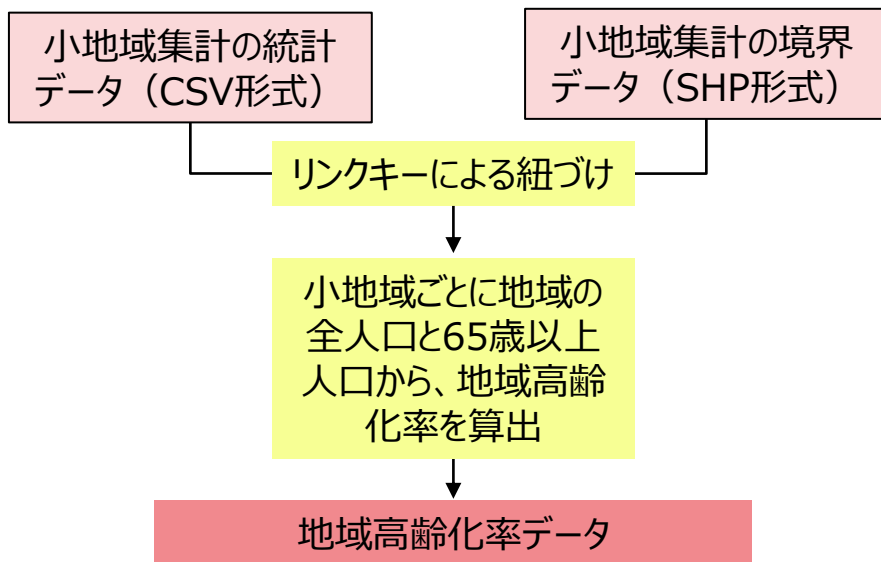 小地域集計の統計
データ（CSV形式）
小地域集計の境界
データ（SHP形式）
リンクキーによる紐づけ
小地域ごとに地域の
全人口と65歳以上
人口から、地域高齢
化率を算出
地域高齢化率データ